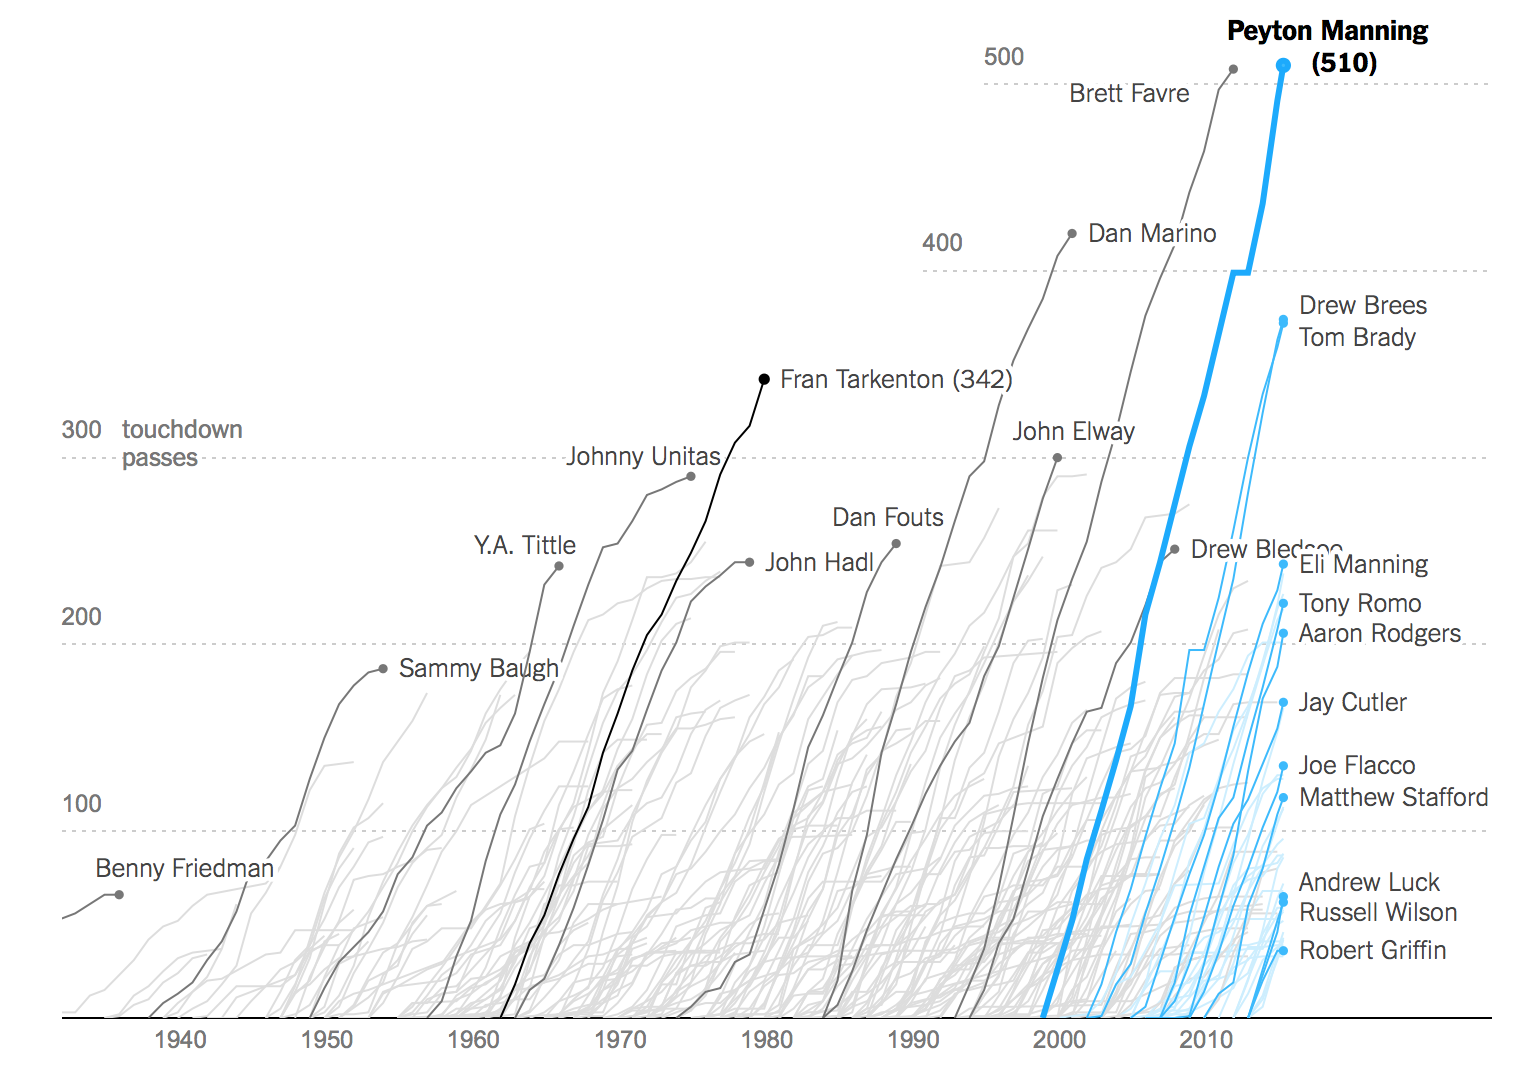 Peyton Manning
(510)
500
Brett Favre
Dan Marino
400
Drew Brees
Tom Brady
Fran Tarkenton (342)
300 touchdown
passes
John Elway
Johnny Unitas
Dan Fouts
Y.A. Tittle
Drew Bledsoe
John Hadl
Eli Manning
Tony Romo
200
Aaron Rodgers
Sammy Baugh
Jay Cutler
Joe Flacco
Matthew Stafford
100
Benny Friedman
Andrew Luck
Russell Wilson
Robert Griffin
1940 1950 1960 1970 1980 1990 2000 2010